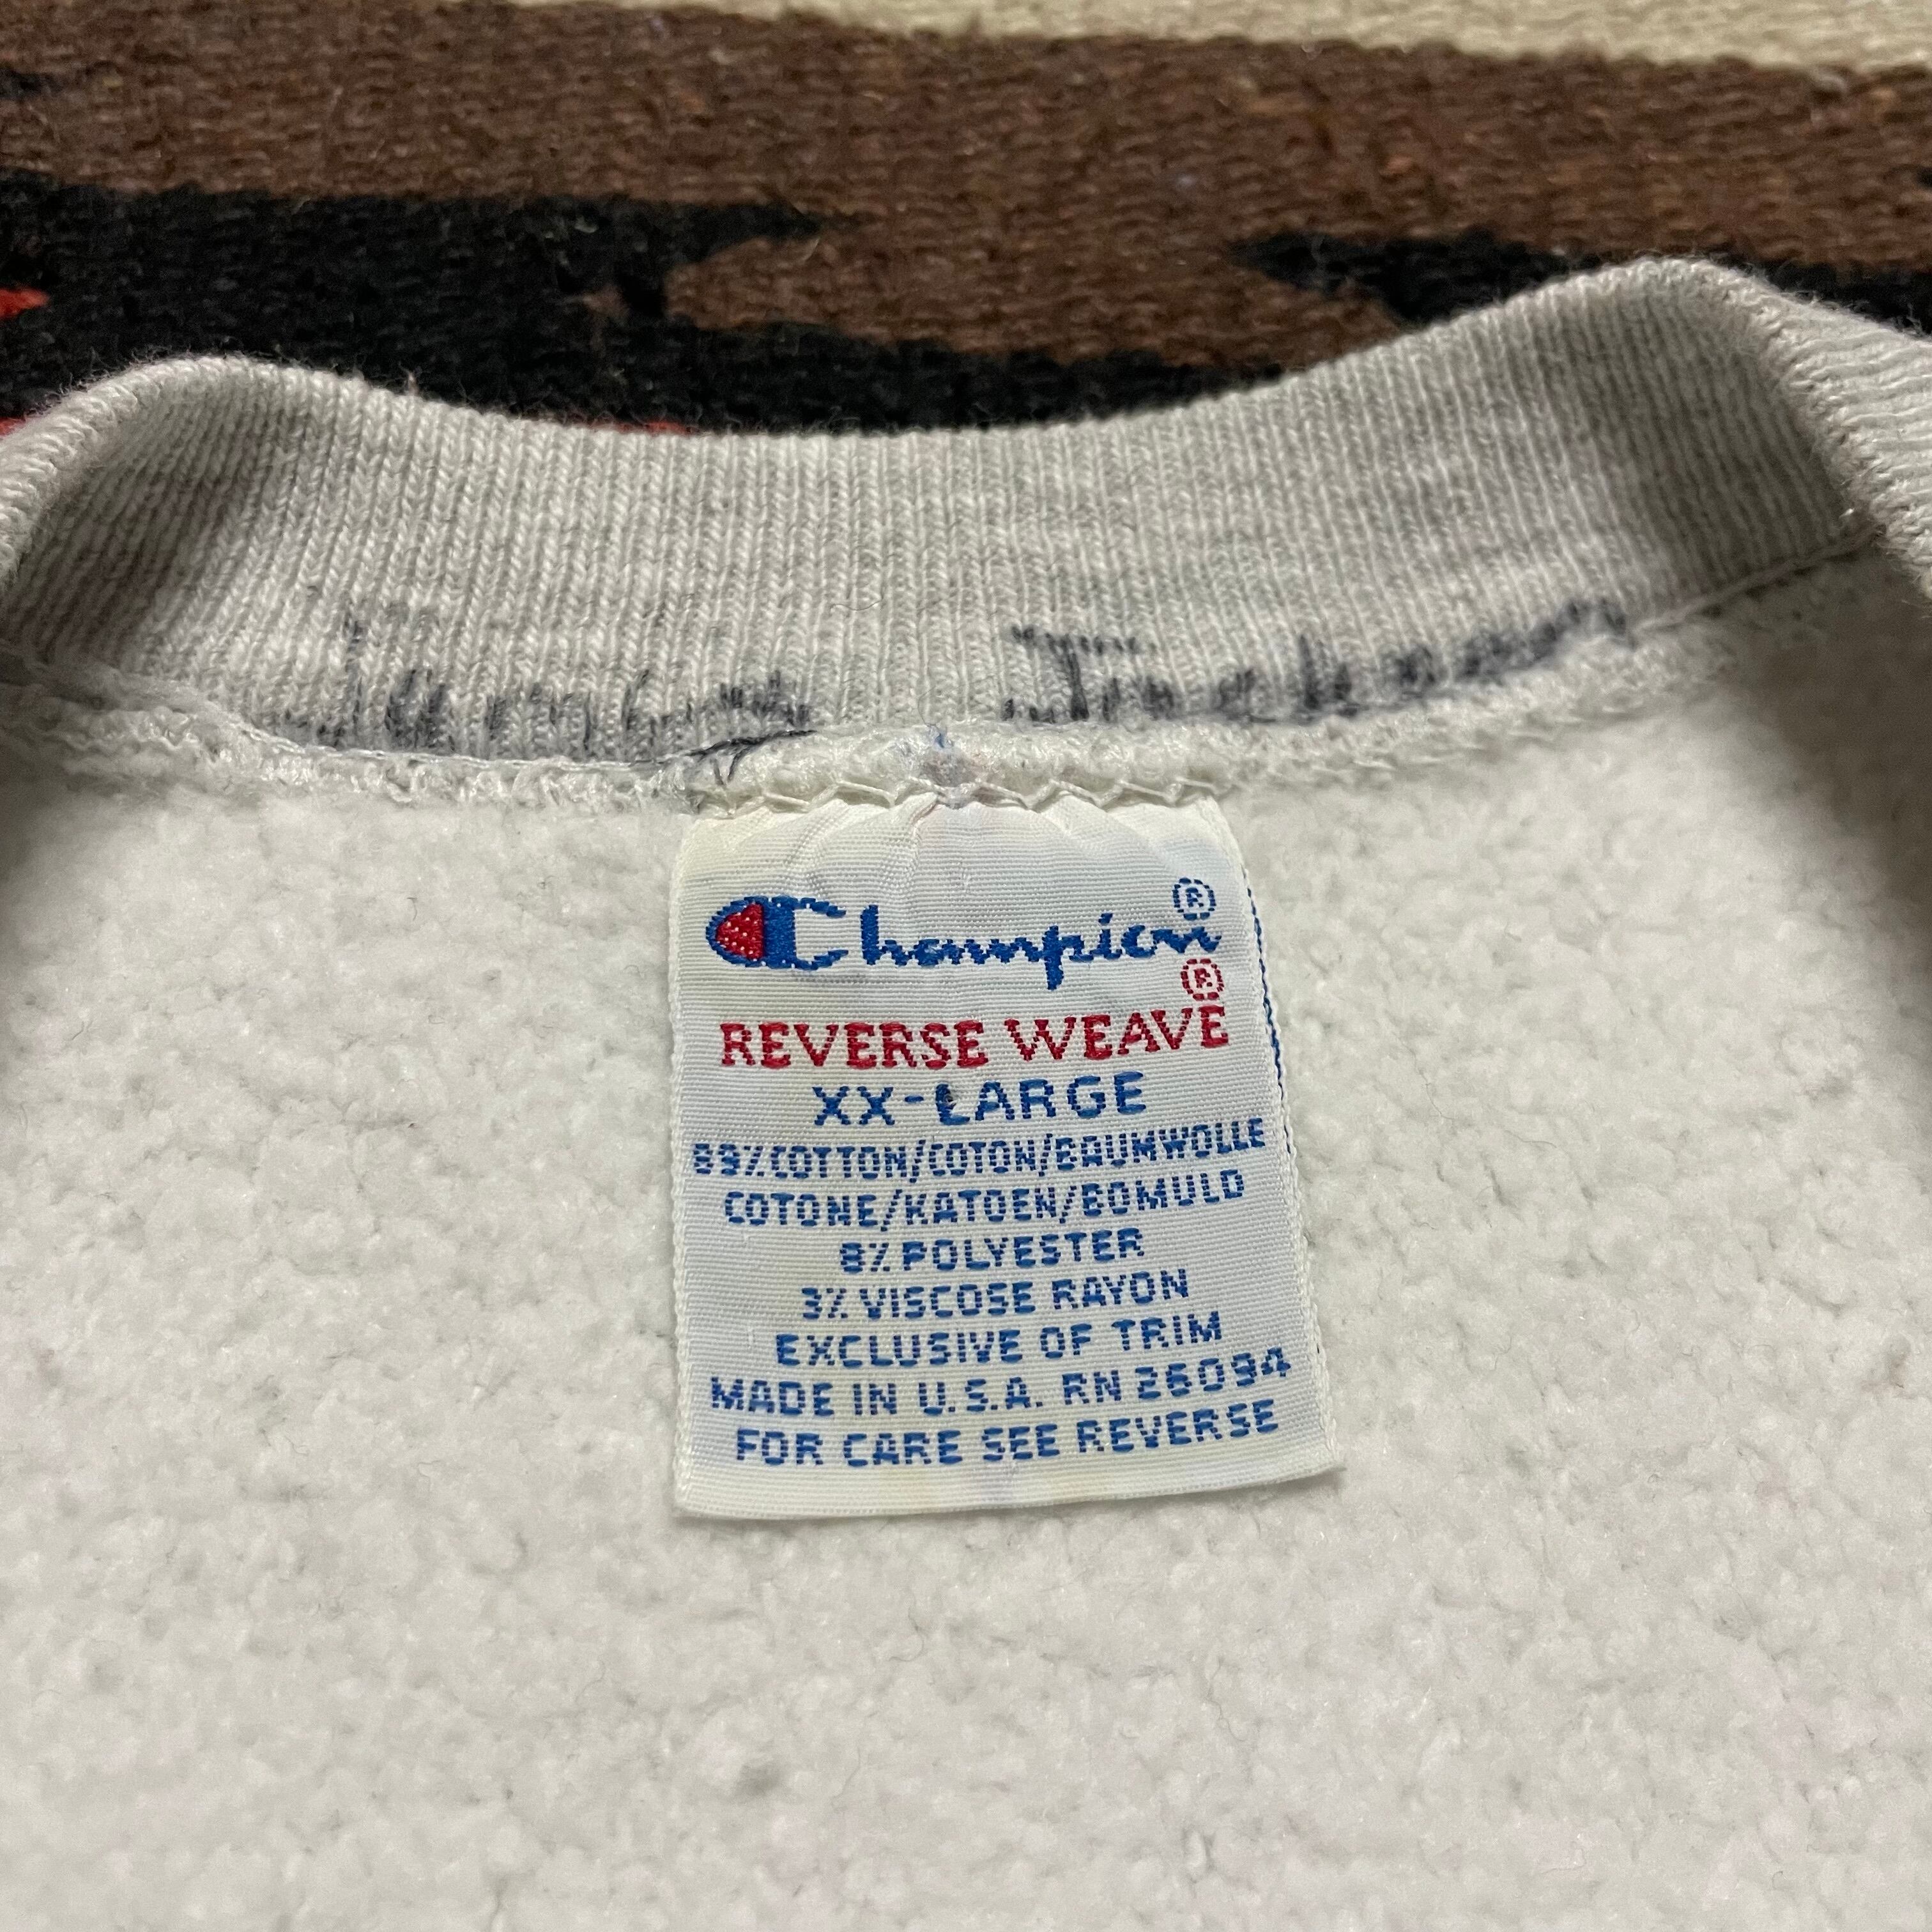 Jackson
Champion®
REVERSE WEAVE®
XX-LARGE
89%COTTON/COTON/BAUMWOLLE
COTONE/KATOEN/BOMULD
8% POLYESTER
3% VISCOSE RAYON
EXCLUSIVE OF TRIM
MADE IN U.S.A. RN 26094
FOR CARE SEE REVERSE